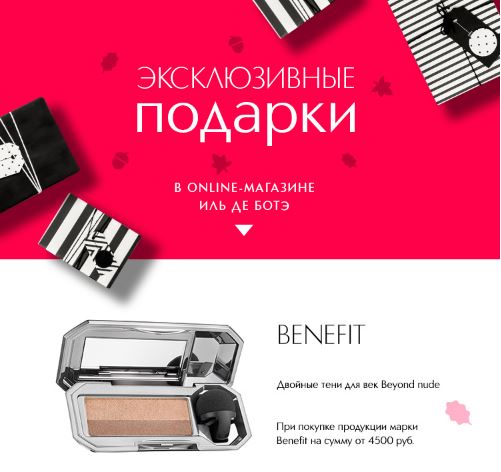 ЭКСКЛЮЗИВНЫЕ
подарки
В ONLINE-МАГАЗИНЕ
ИЛЬ ДЕ БОТЭ
BENEFIT
Двойные тени для век Beyond nude
При покупке продукции марки
Benefit на сумму от 4500 руб.